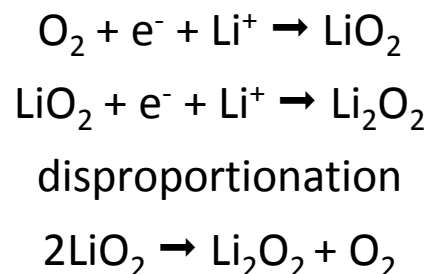 O₂ + e⁻ + Li⁺ ➞ LiO₂
LiO₂ + e⁻ + Li⁺ ➞ Li₂O₂
disproportionation
2LiO₂ ➞ Li₂O₂ + O₂